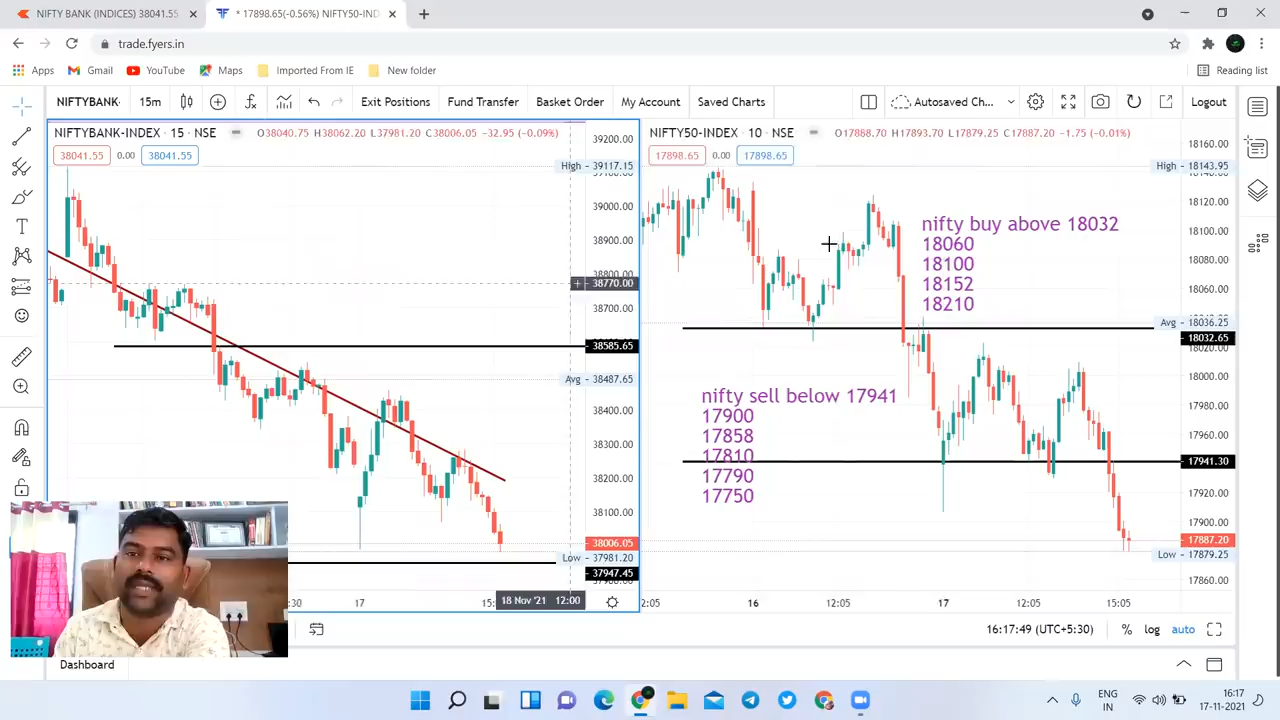 NIFTY BANK (INDICES) 38041.55
* 17898.65(-0.56%) NIFTY50-IND
trade.fyers.in
Apps Gmail YouTube Maps Imported From IE New folder Reading list
NIFTYBANK- 15m Exit Positions Fund Transfer Basket Order My Account Saved Charts Autosaved Ch... Logout
NIFTYBANK-INDEX · 15 · NSE O38040.75 H38062.20 L37981.20 C38006.05 -32.95 (-0.09%)
38041.55 0.00 38041.55
39200.00
High 39117.15
39000.00
38900.00
38770.00
38700.00
38585.65
Avg 38487.65
38400.00
38300.00
38200.00
38100.00
38006.05
Low 37981.20
37947.45
:30 17 15: 18 Nov '21 12:00
NIFTY50-INDEX · 10 · NSE O17868.70 H17893.70 L17879.25 C17887.20 -1.75 (-0.01%)
17898.65 0.00 17898.65
18160.00
High 18143.95
18120.00
18100.00
18080.00
18060.00
Avg 18036.25
18032.65
18020.00
18000.00
17980.00
17960.00
17941.30
17920.00
17900.00
17887.20
Low 17879.25
17860.00
nifty buy above 18032
18060
18100
18152
18210
nifty sell below 17941
17900
17858
17810
17790
17750
2:05 16 12:05 17 12:05 15:05
16:17:49 (UTC+5:30) % log auto
Dashboard
ENG
IN
16:17
17-11-2021